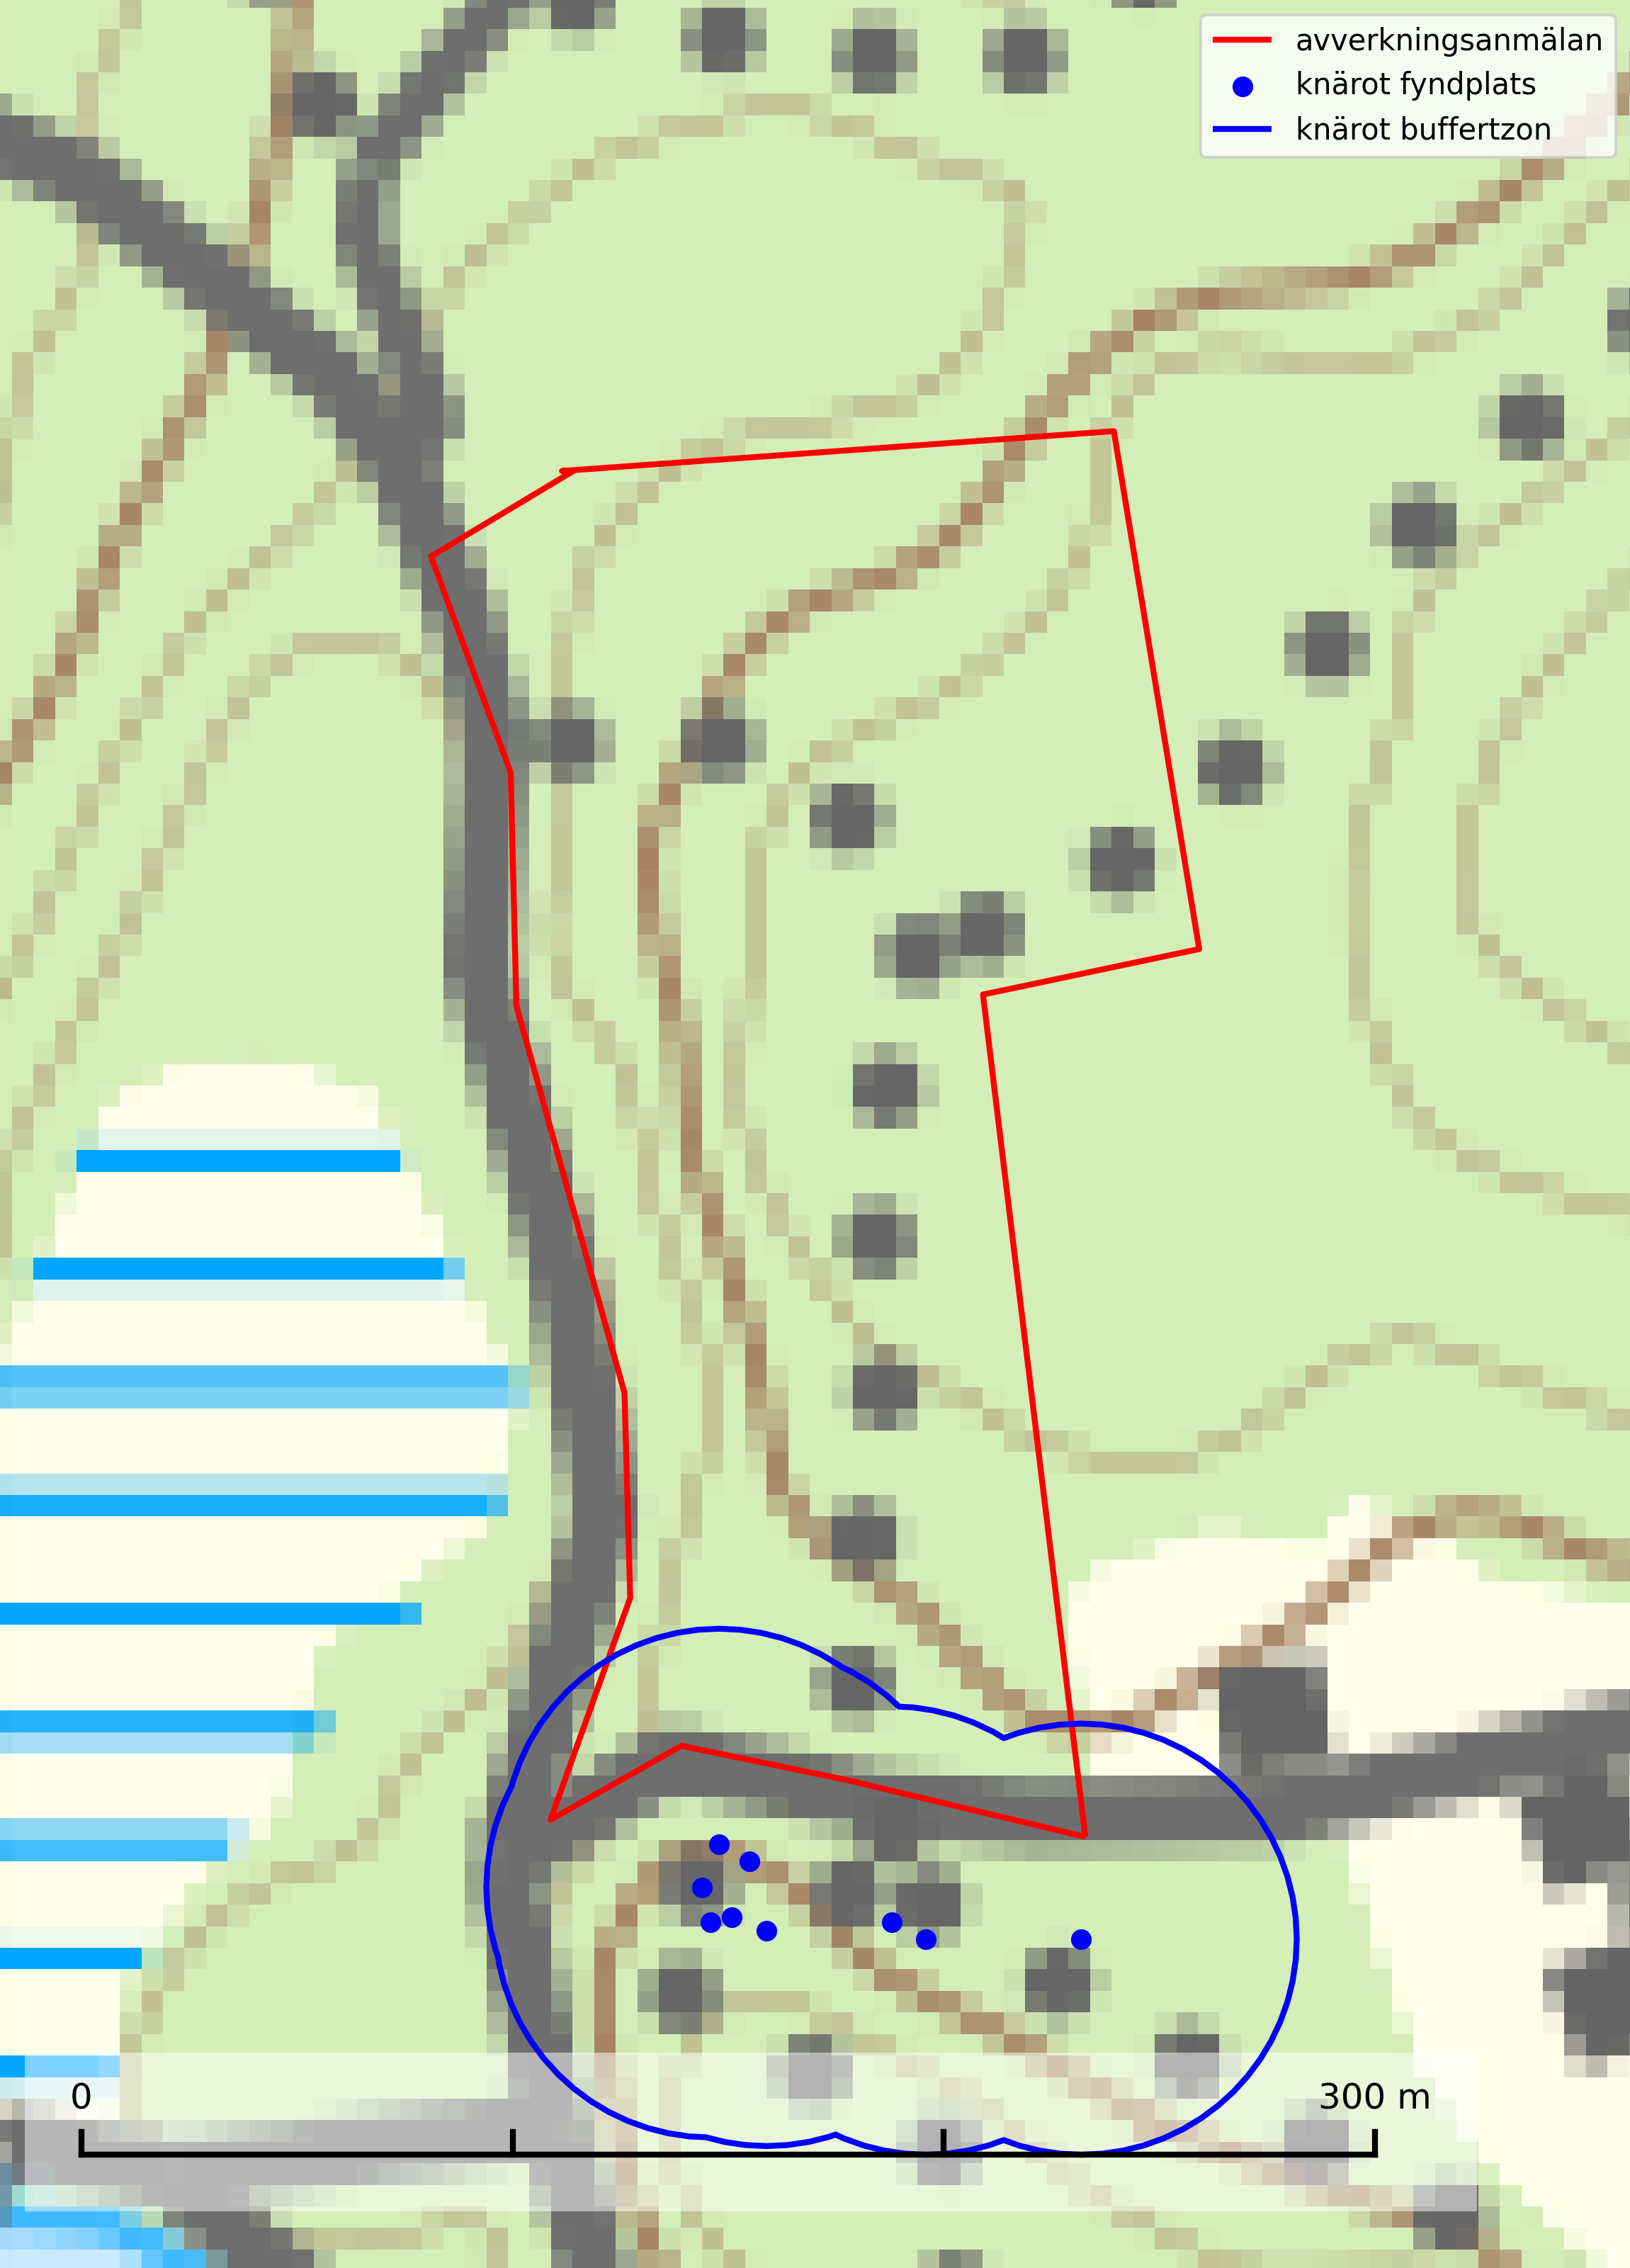 avverkningsanmälan
knärot fyndplats
knärot buffertzon
0
300 m